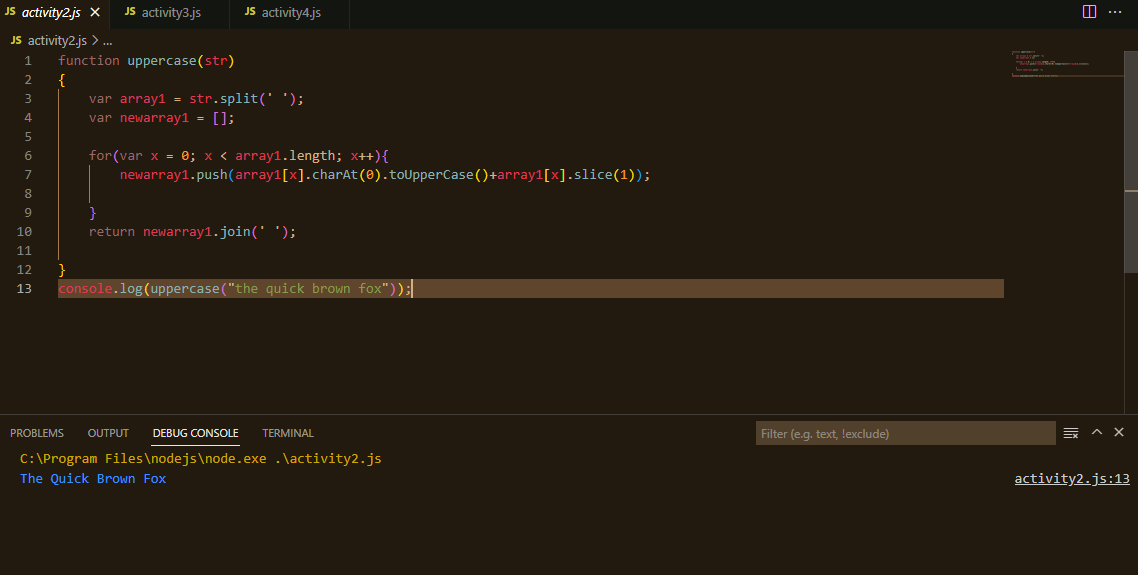 JS activity2.js JS activity3.js JS activity4.js
JS activity2.js > ...
1 function uppercase(str)
2 {
3 var array1 = str.split(' ');
4 var newarray1 = [];
5
6 for(var x = 0; x < array1.length; x++){
7 newarray1.push(array1[x].charAt(0).toUpperCase()+array1[x].slice(1));
8
9 }
10 return newarray1.join(' ');
11
12 }
13 console.log(uppercase("the quick brown fox"));
PROBLEMS OUTPUT DEBUG CONSOLE TERMINAL Filter (e.g. text, !exclude)
C:\Program Files\nodejs\node.exe .\activity2.js
The Quick Brown Fox activity2.js:13